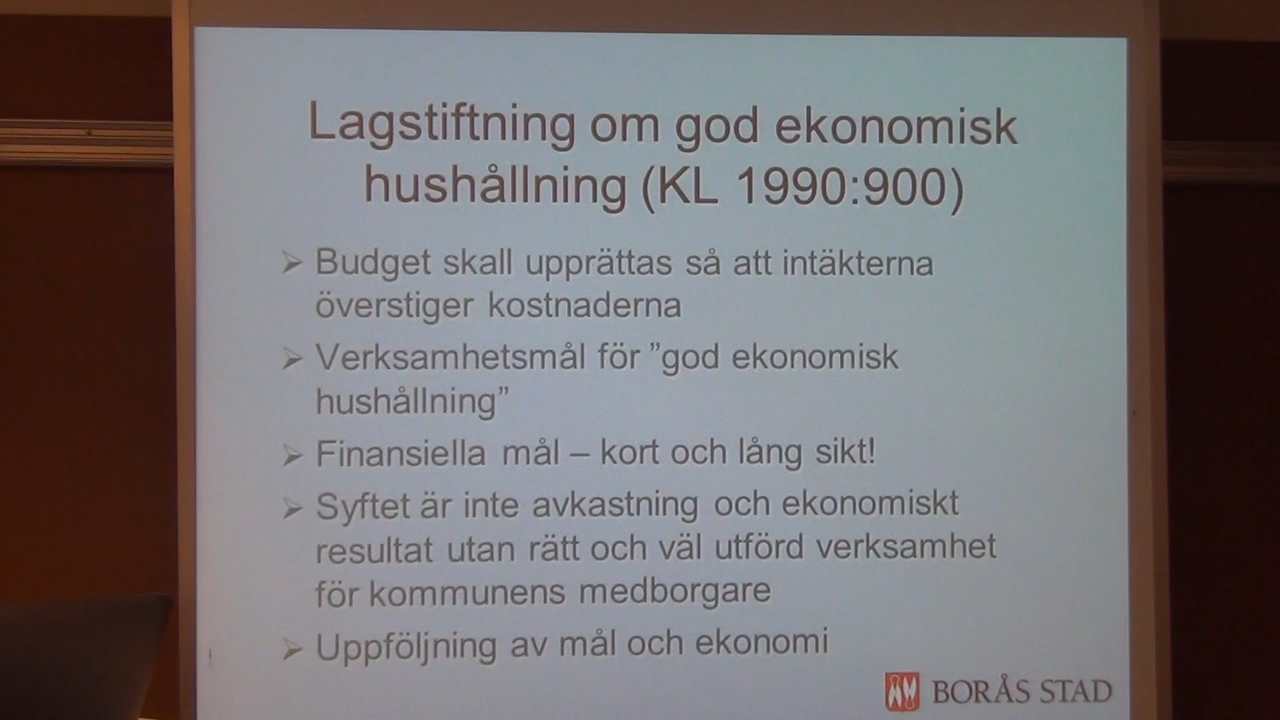 Lagstiftning om god ekonomisk
hushållning (KL 1990:900)
➢ Budget skall upprättas så att intäkterna
överstiger kostnaderna
➢ Verksamhetsmål för ”god ekonomisk
hushållning”
➢ Finansiella mål – kort och lång sikt!
➢ Syftet är inte avkastning och ekonomiskt
resultat utan rätt och väl utförd verksamhet
för kommunens medborgare
➢ Uppföljning av mål och ekonomi
BORÅS STAD